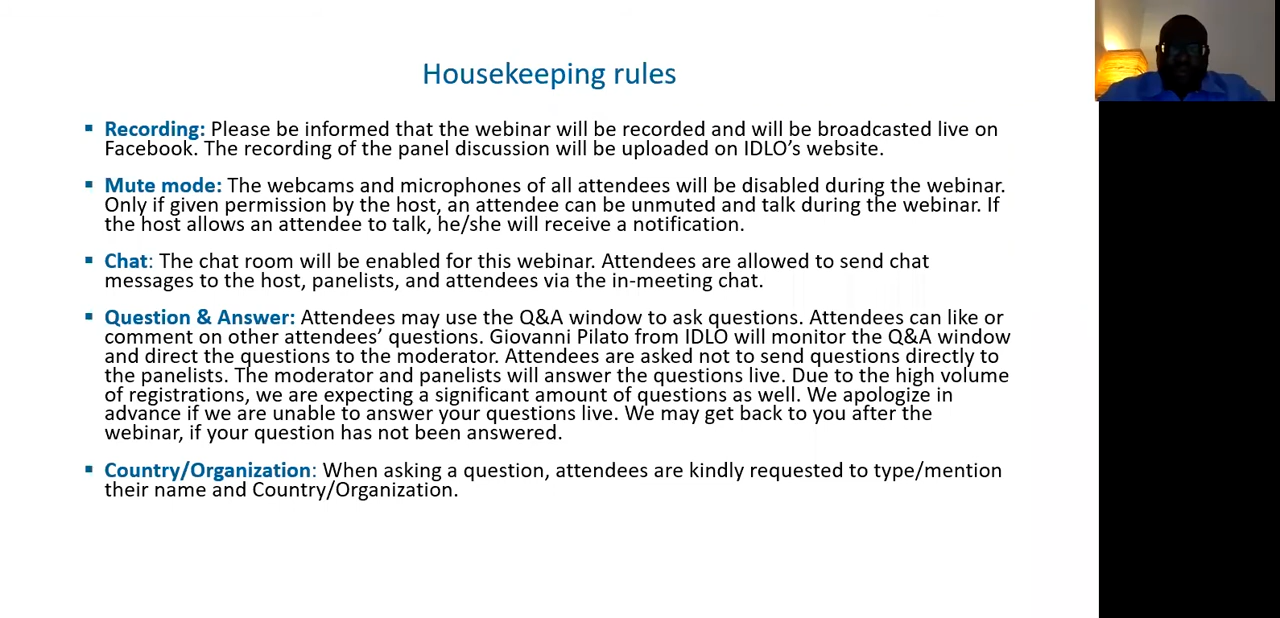 Housekeeping rules
▪ Recording: Please be informed that the webinar will be recorded and will be broadcasted live on
Facebook. The recording of the panel discussion will be uploaded on IDLO’s website.
▪ Mute mode: The webcams and microphones of all attendees will be disabled during the webinar.
Only if given permission by the host, an attendee can be unmuted and talk during the webinar. If
the host allows an attendee to talk, he/she will receive a notification.
▪ Chat: The chat room will be enabled for this webinar. Attendees are allowed to send chat
messages to the host, panelists, and attendees via the in-meeting chat.
▪ Question & Answer: Attendees may use the Q&A window to ask questions. Attendees can like or
comment on other attendees’ questions. Giovanni Pilato from IDLO will monitor the Q&A window
and direct the questions to the moderator. Attendees are asked not to send questions directly to
the panelists. The moderator and panelists will answer the questions live. Due to the high volume
of registrations, we are expecting a significant amount of questions as well. We apologize in
advance if we are unable to answer your questions live. We may get back to you after the
webinar, if your question has not been answered.
▪ Country/Organization: When asking a question, attendees are kindly requested to type/mention
their name and Country/Organization.